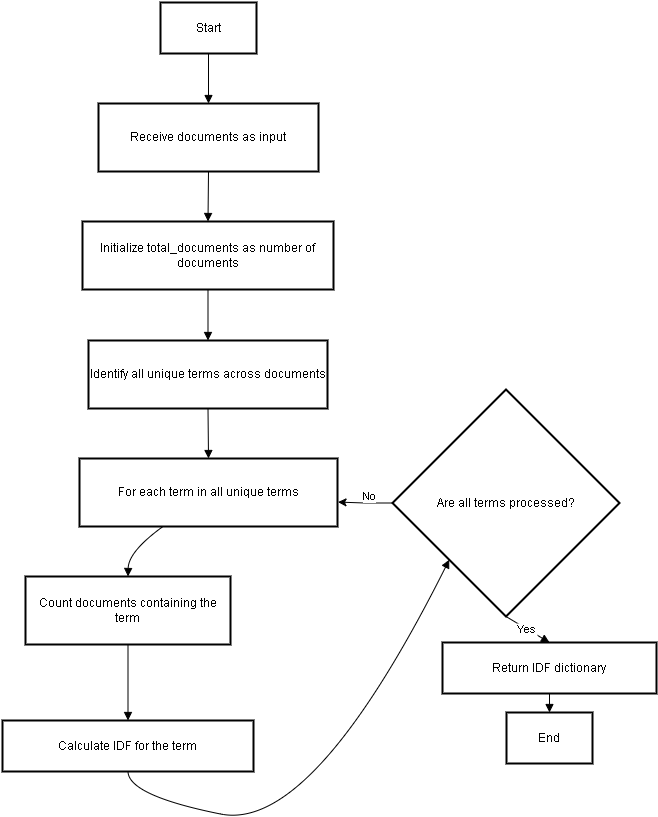 Start
Receive documents as input
Initialize total_documents as number of
documents
Identify all unique terms across documents
For each term in all unique terms
No
Are all terms processed?
Count documents containing the
term
Yes
Return IDF dictionary
Calculate IDF for the term
End